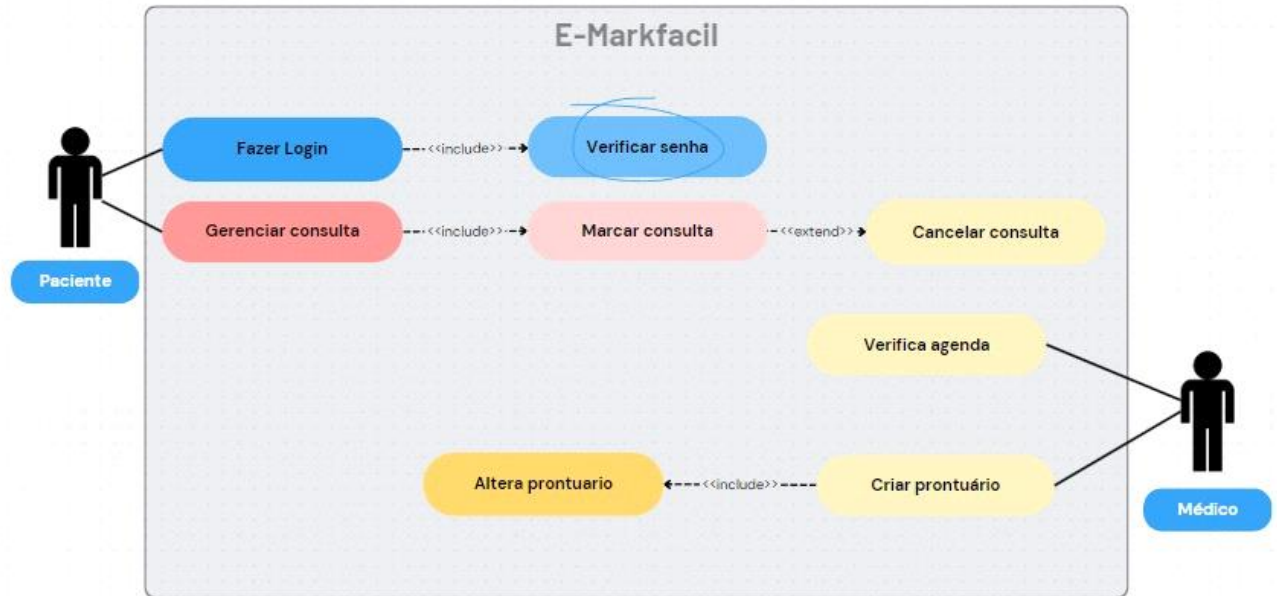 E-Markfacil
Fazer Login
<<include>>
Verificar senha
Gerenciar consulta
<<include>>
Marcar consulta
<<extend>>
Cancelar consulta
Paciente
Verifica agenda
Altera prontuario
<<include>>
Criar prontuário
Médico